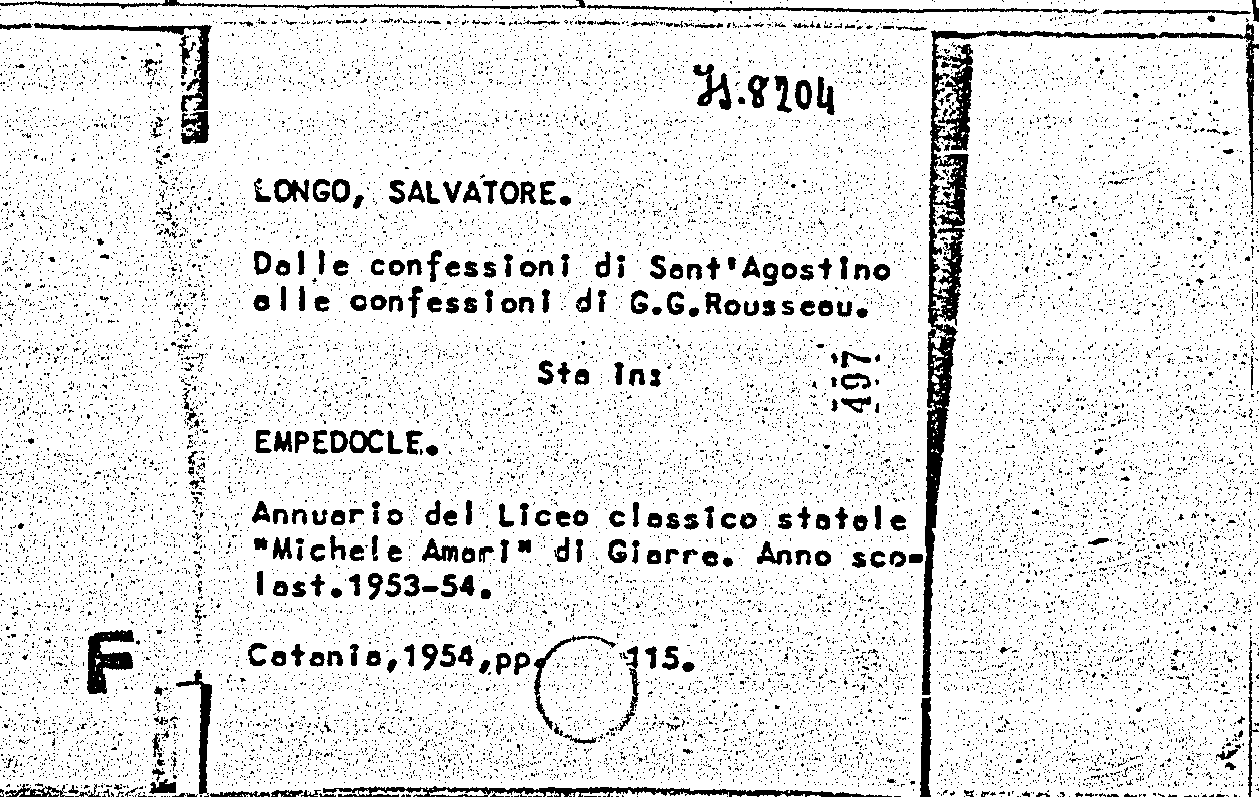 H.8204
LONGO, SALVATORE.
Dalle confessioni di Sant'Agostino
alle confessioni di G.G.Rousseau.
Sta in:
497
EMPEDOCLE.
Annuario del Liceo classico statale
"Michele Amari" di Giarre. Anno sco-
last.1953-54.
F
Catania,1954,pp. 115.